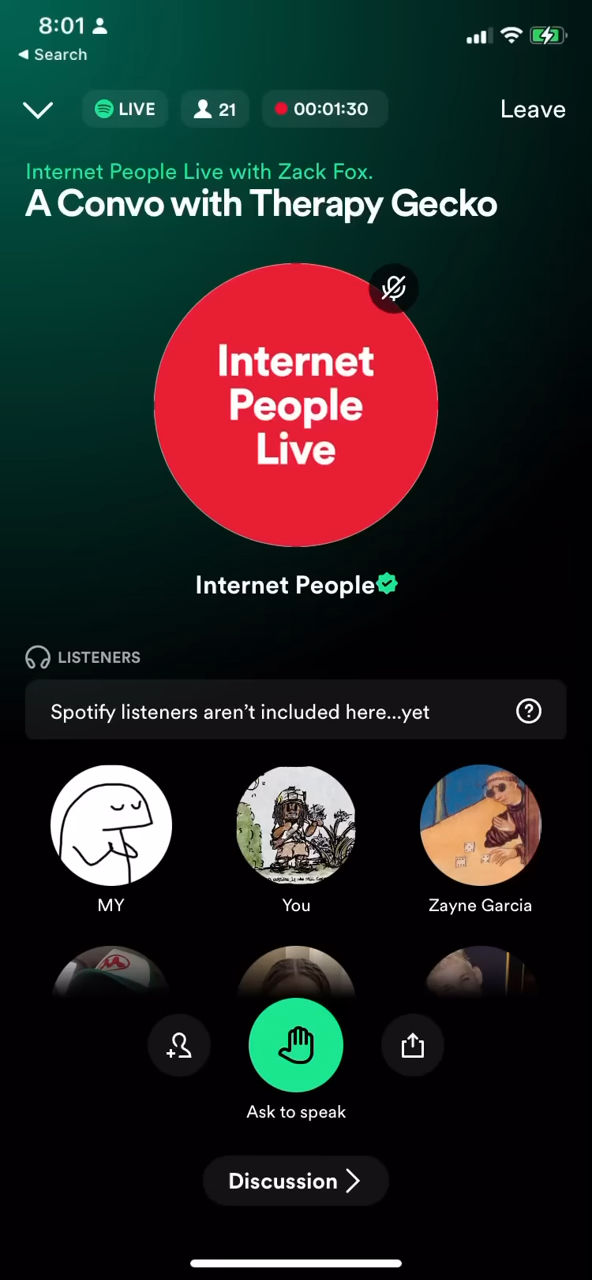 8:01
Search
LIVE
21
00:01:30
Leave
Internet People Live with Zack Fox.
A Convo with Therapy Gecko
Internet
People
Live
Internet People
LISTENERS
Spotify listeners aren’t included here...yet
MY
You
Zayne Garcia
Ask to speak
Discussion